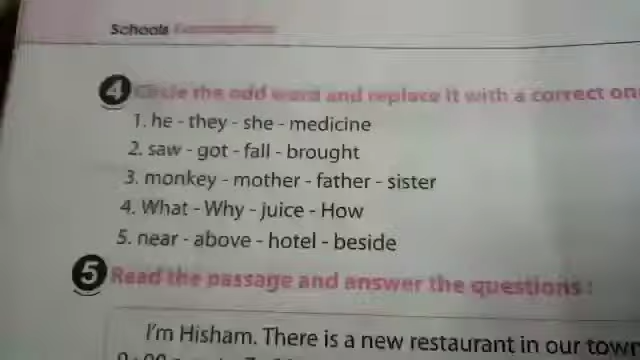 Schools
4 Circle the odd word and replace it with a correct on
1. he - they - she - medicine
2. saw - got - fall - brought
3. monkey - mother - father - sister
4. What - Why - juice - How
5. near - above - hotel - beside
5 Read the passage and answer the questions :
I'm Hisham. There is a new restaurant in our town